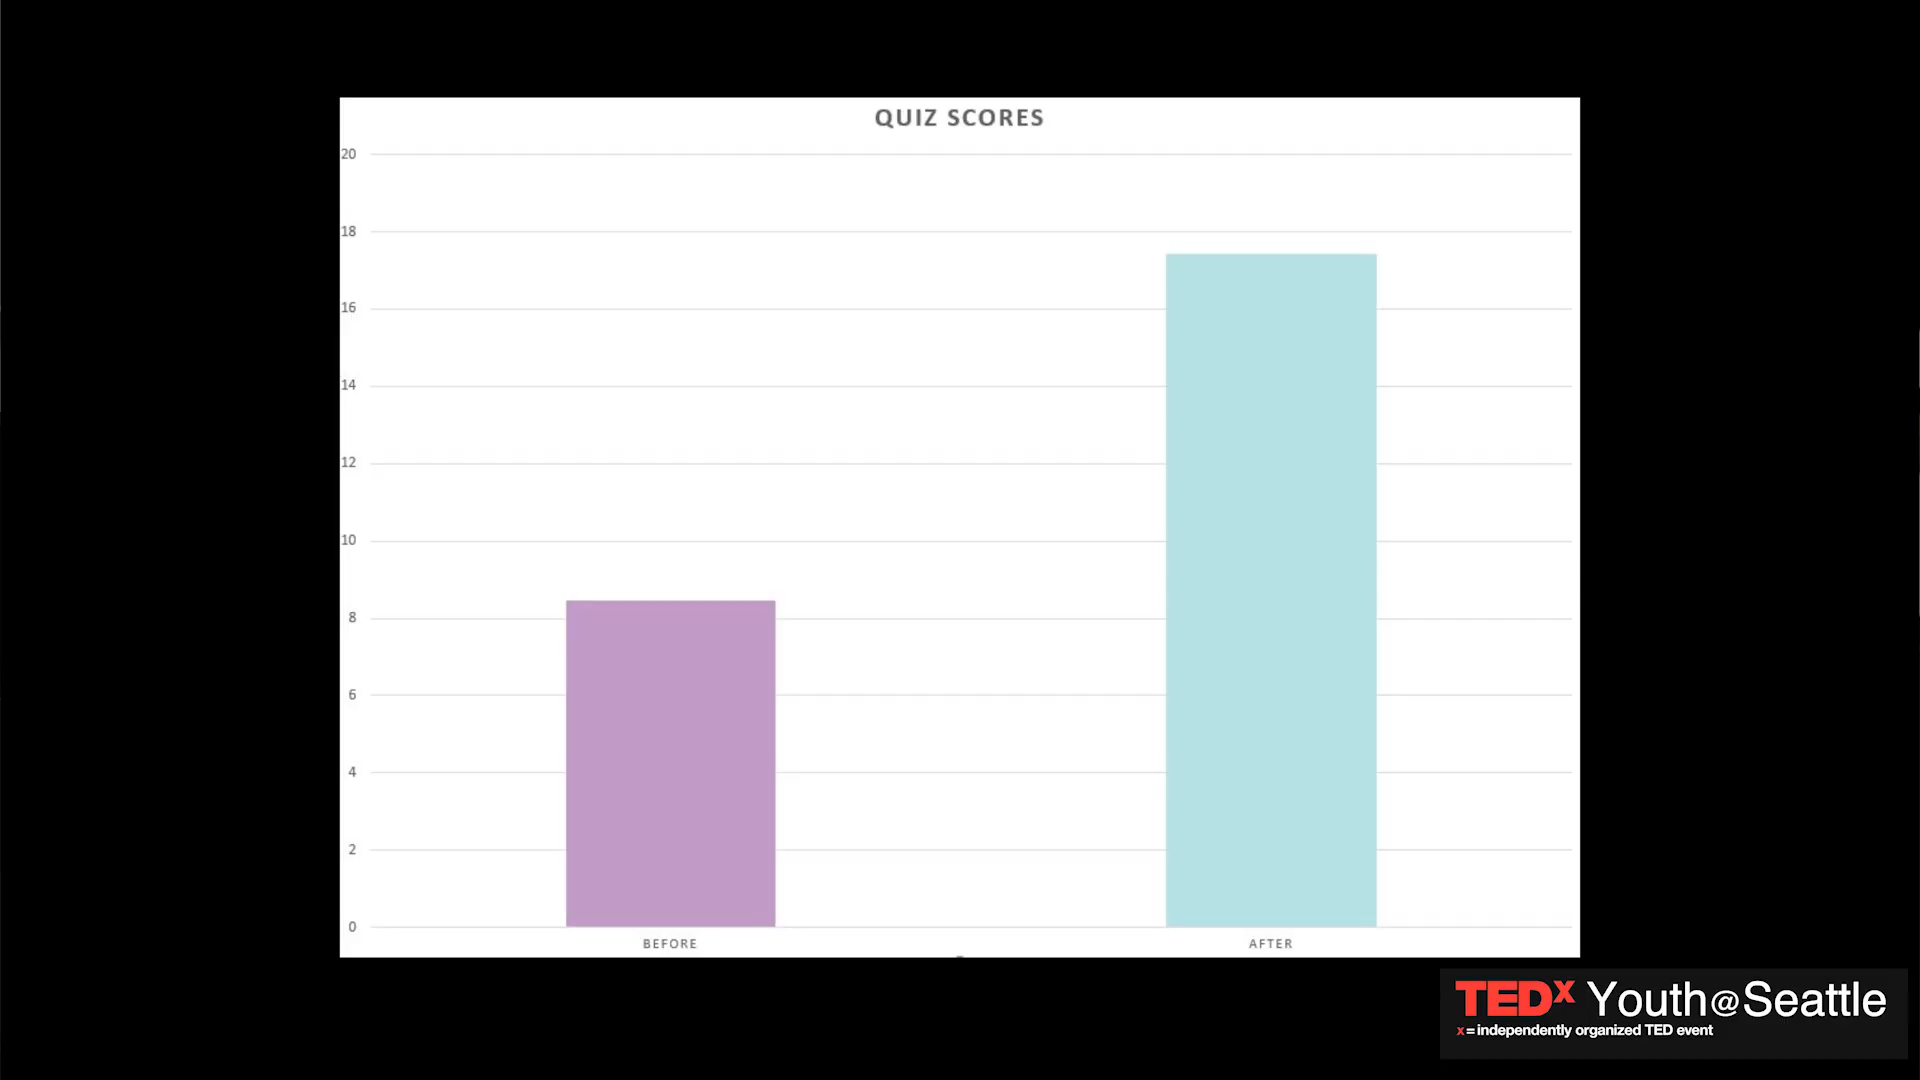 QUIZ SCORES
20
18
16
14
12
10
8
6
4
2
0
BEFORE AFTER
TEDx Youth@Seattle
x=independently organized TED event